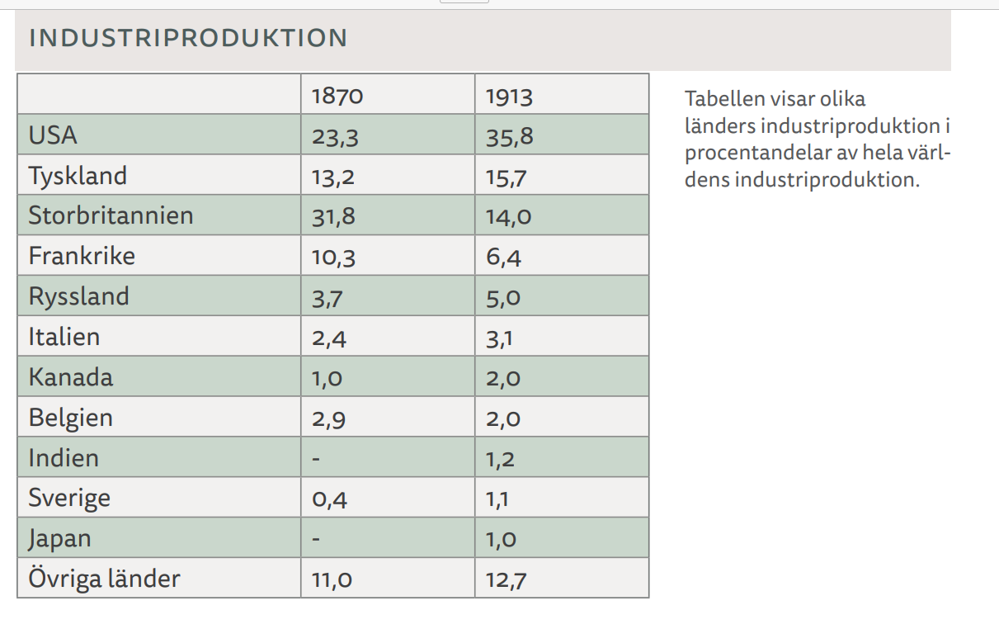 INDUSTRIPRODUKTION
1870 1913
USA 23,3 35,8
Tyskland 13,2 15,7
Storbritannien 31,8 14,0
Frankrike 10,3 6,4
Ryssland 3,7 5,0
Italien 2,4 3,1
Kanada 1,0 2,0
Belgien 2,9 2,0
Indien - 1,2
Sverige 0,4 1,1
Japan - 1,0
Övriga länder 11,0 12,7
Tabellen visar olika
länders industriproduktion i
procentandelar av hela värl-
dens industriproduktion.